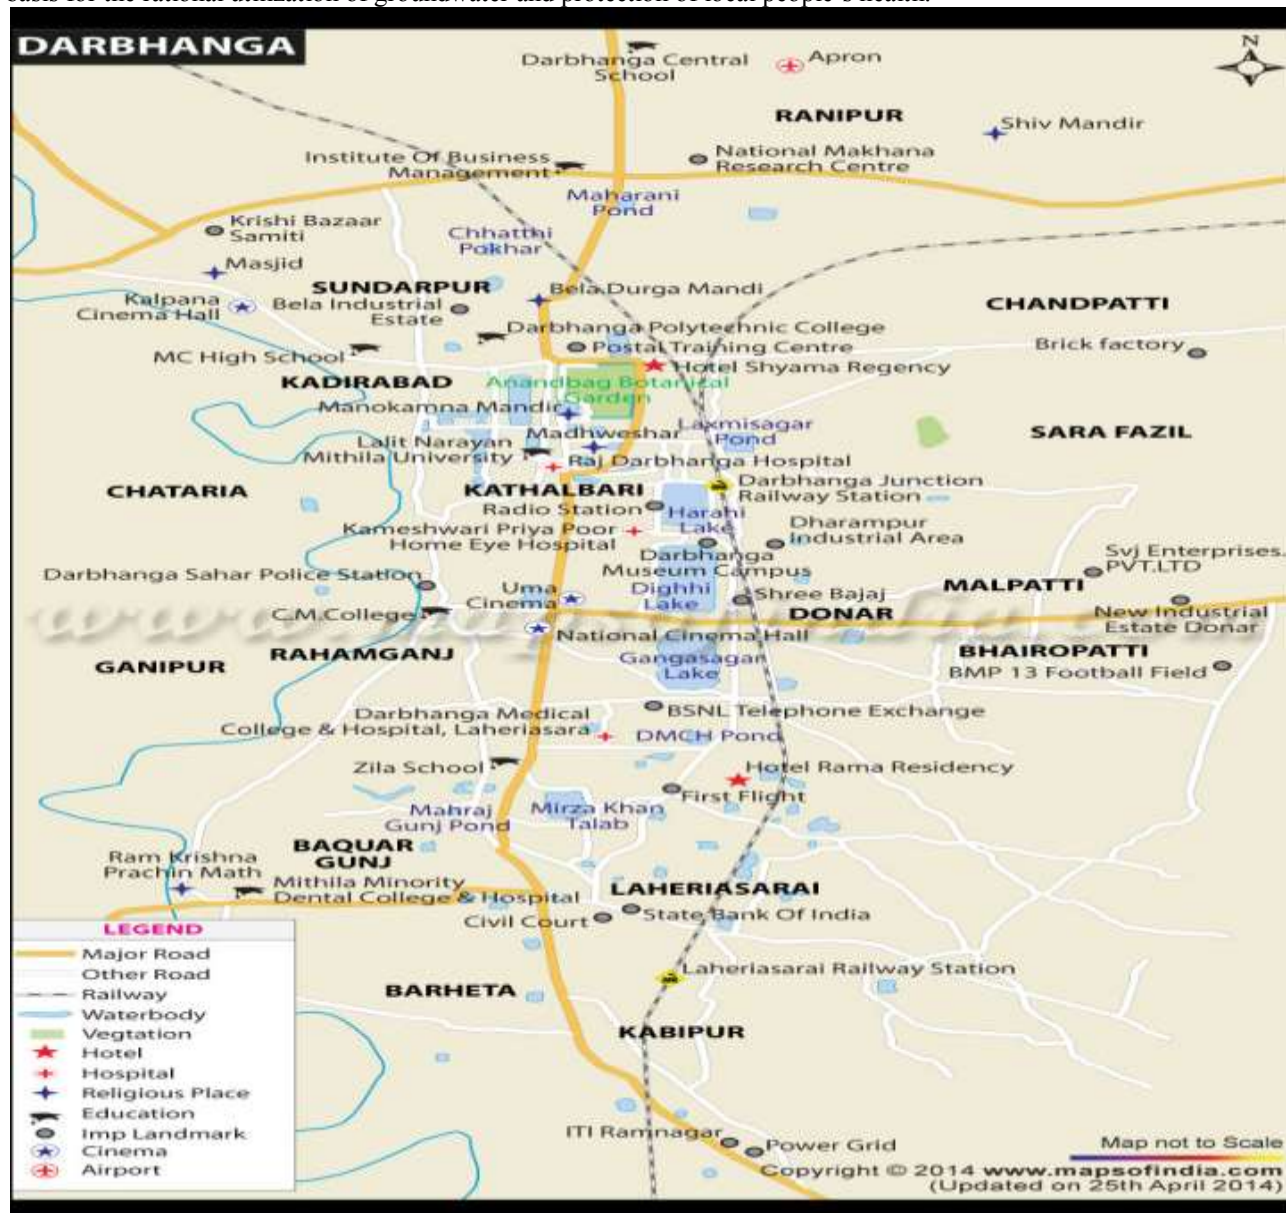 basis for the rational utilization of groundwater and protection of local people's health.
DARBHANGA
N
Darbhanga Central
School
Apron
RANIPUR
Shiv Mandir
Institute Of Business
Management
National Makhana
Research Centre
Maharani
Pond
Krishi Bazaar
Samiti
Chhatthi
Pokhar
Masjid
SUNDARPUR
Bela Durga Mandi
Kalpana
Cinema Hall
Bela Industrial
Estate
CHANDPATTI
Darbhanga Polytechnic College
Postal Training Centre
Brick factory
MC High School
Hotel Shyama Regency
KADIRABAD
Anandbag Botanical
Garden
Manokamna Mandir
Laxmisagar
Pond
Madhweshar
SARA FAZIL
Lalit Narayan
Mithila University
Raj Darbhanga Hospital
CHATARIA
KATHALBARI
Darbhanga Junction
Railway Station
Radio Station
Harahi
Lake
Kameshwari Priya Poor
Home Eye Hospital
Dharampur
Industrial Area
Darbhanga
Museum Campus
Svj Enterprises.
PVT.LTD
Darbhanga Sahar Police Station
Uma
Cinema
Dighhi
Lake
Shree Bajaj
MALPATTI
C.M.College
DONAR
New Industrial
Estate Donar
National Cinema Hall
GANIPUR
RAHAMGANJ
Gangasagar
Lake
BHAIROPATTI
BMP 13 Football Field
Darbhanga Medical
College & Hospital, Laheriasara
BSNL Telephone Exchange
DMCH Pond
Zila School
Hotel Rama Residency
First Flight
Mahraj
Gunj Pond
Mirza Khan
Talab
BAQUAR
GUNJ
Ram Krishna
Prachin Math
Mithila Minority
Dental College & Hospital
LAHERIASARAI
Civil Court
State Bank Of India
LEGEND
Major Road
Other Road
Railway
Waterbody
Vegtation
Hotel
Hospital
Religious Place
Education
Imp Landmark
Cinema
Airport
Laheriasarai Railway Station
BARHETA
KABIPUR
ITI Ramnagar
Power Grid
Map not to Scale
Copyright © 2014 www.mapsofindia.com
(Updated on 25th April 2014)